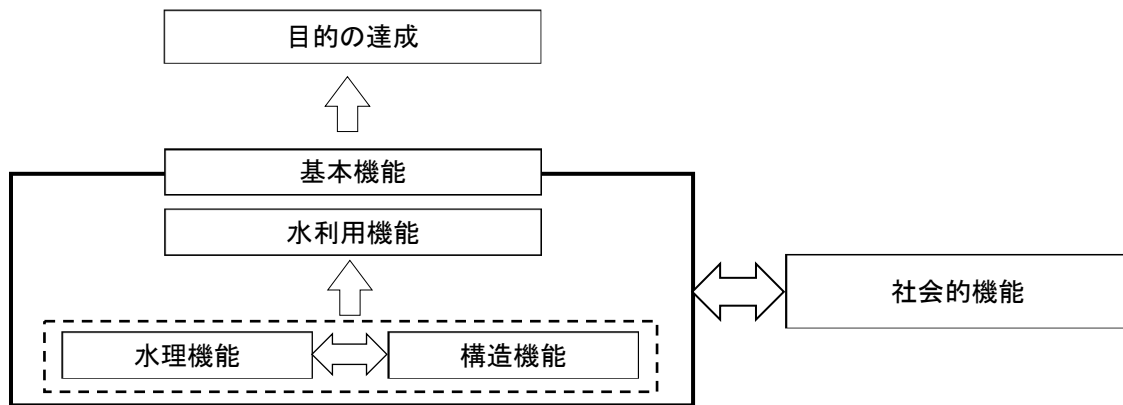 目的の達成
基本機能
水利用機能
社会的機能
水理機能
構造機能